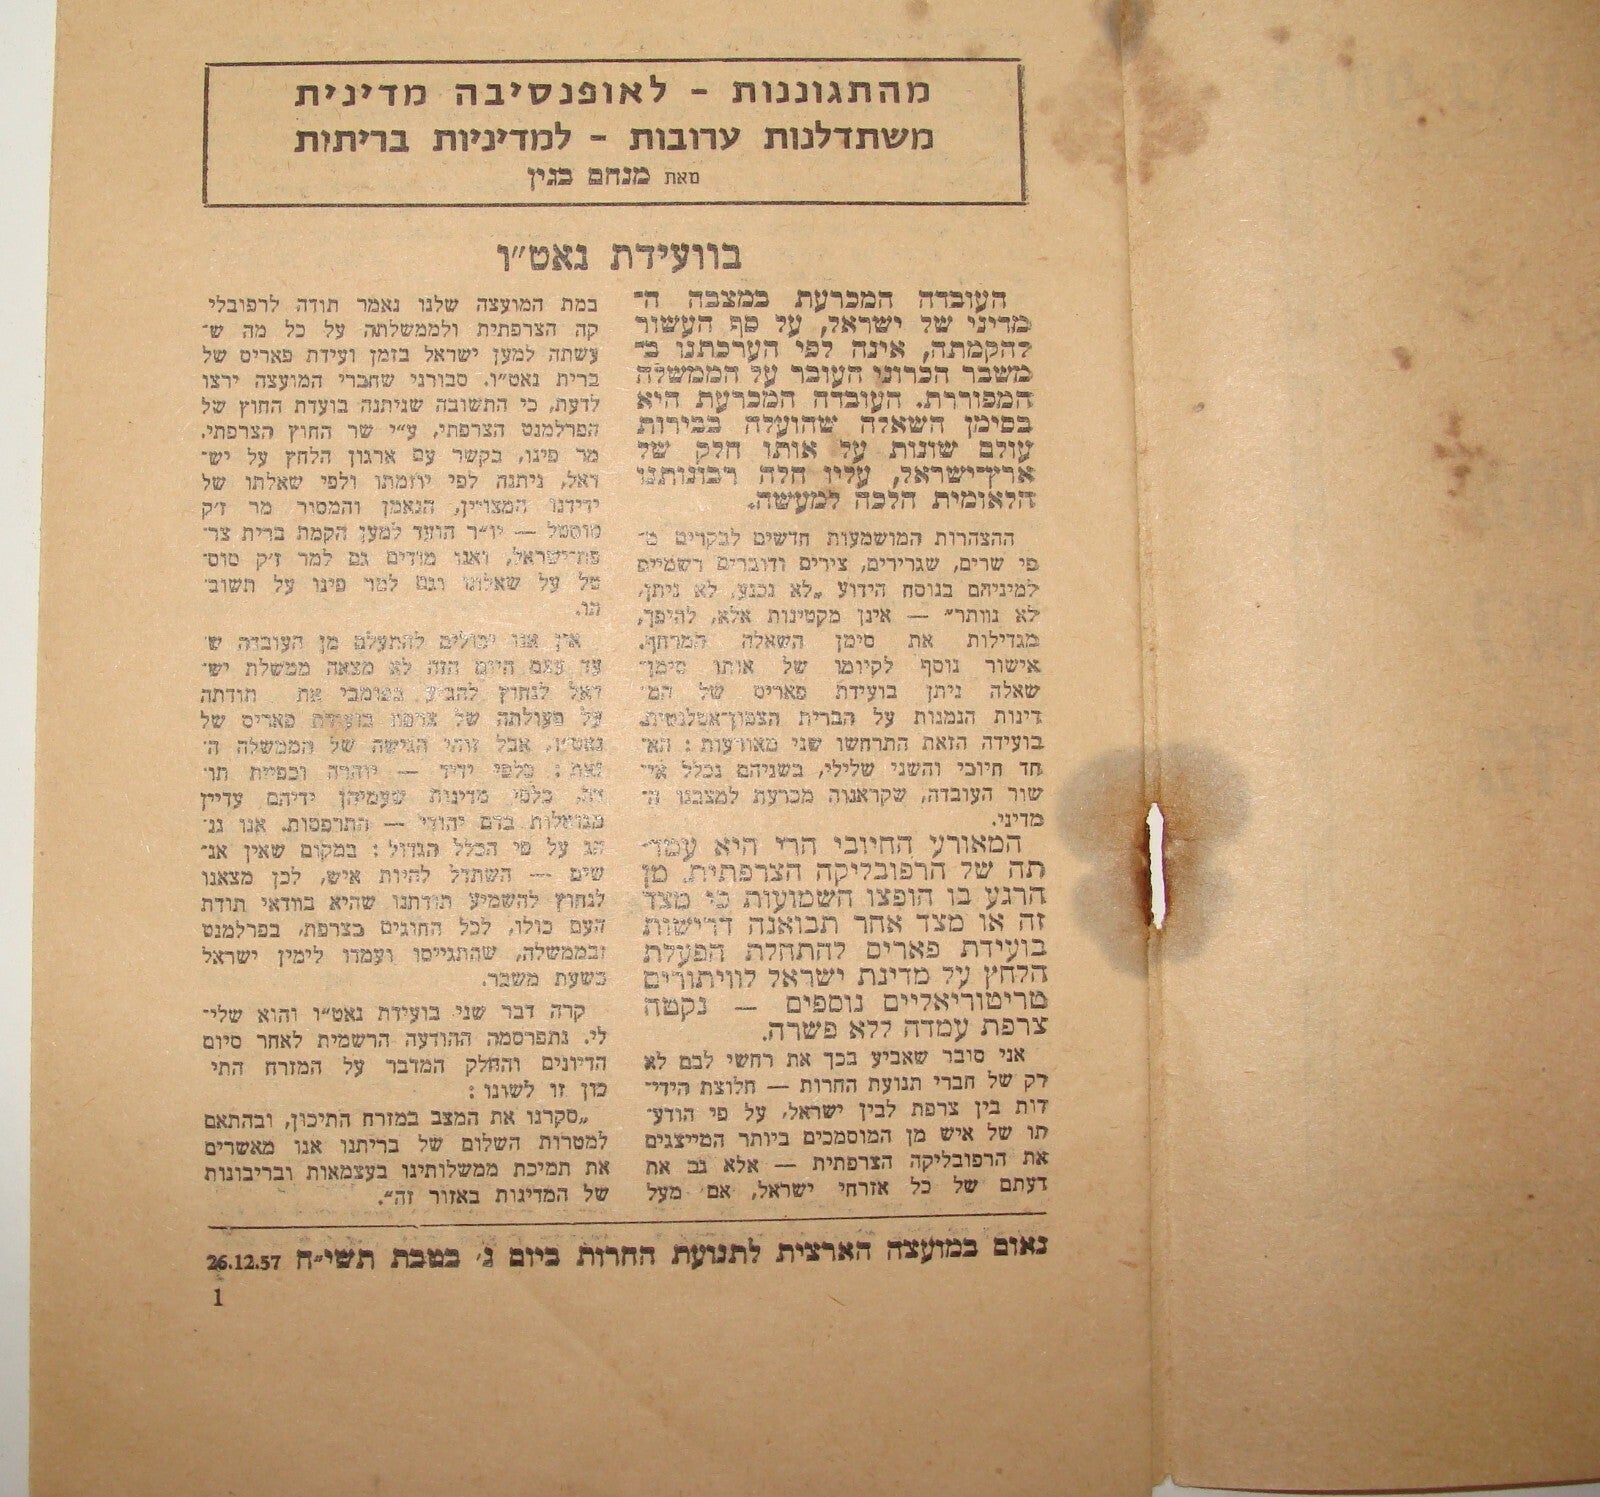 מהתגוננות - לאופנסיבה מדינית
משתדלנות ערובות - למדיניות בריתות
מאת מנחם בגין
בוועידת נאט״ו
העובדה המכרעת במצבה ה־
מדיני של ישראל, על סף העשור
להקמתה, אינה לפי הערכתנו ב־
משבר הכרוני העובר על הממשלה
המפוררת. העובדה המכרעת היא
בסימן השאלה שהועלה בבירות
עולם שונות על אותו חלק של
ארץ־ישראל, עליו חלה רבונותנו
הלאומית הלכה למעשה.
ההצהרות המושמעות חדשים לבקרים מ־
פי שרים, שגרירים, צירים ודוברים רשמיים
למיניהם בנוסח הידוע „לא נכנע, לא ניתן,
לא נוותר״ — אינן מקטינות אלא, להיפך,
מגדילות את סימן השאלה המרחף.
אישור נוסף לקיומו של אותו סימן־
שאלה ניתן בועידת פאריס של המ־
דינות הנמנות על הברית הצפון־אטלנטית.
בועידה הזאת התרחשו שני מאורעות: הא־
חד חיובי והשני שלילי, בשניהם נכלל אי־
שור העובדה, שקראנוה מכרעת למצבנו ה־
מדיני.
המאורע החיובי הרי היא עמד־
תה של הרפובליקה הצרפתית. מן
הרגע בו הופצו השמועות כי מצד
זה או מצד אחר תבואנה דרישות
בועידת פאריס להתחלת הפעלת
הלחץ על מדינת ישראל לוויתורים
טריטוריאליים נוספים — נקטה
צרפת עמדה ללא פשרה.
אני סובר שאביע בכך את רחשי לבם לא
רק של חברי תנועת החרות — חלוצת הידי־
דות בין צרפת לבין ישראל, על פי הודע־
תו של איש מן המוסמכים ביותר המייצגים
את הרפובליקה הצרפתית — אלא גם את
דעתם של כל אזרחי ישראל, אם מעל
במת המועצה שלנו נאמר תודה לרפובלי־
קה הצרפתית ולממשלתה על כל מה ש־
עשתה למען ישראל בזמן ועידת פאריס של
ברית נאט״ו. סבורני שחברי המועצה ירצו
לדעת, כי התשובה שניתנה בועדת החוץ של
הפרלמנט הצרפתי, ע״י שר החוץ הצרפתי,
מר פינו, בקשר עם ארגון הלחץ על יש־
ראל, ניתנה לפי יוזמתו ולפי שאלתו של
ידידנו המצויין, הנאמן והמסור מר ז׳ק
סוסטל — יו״ר הועד למען הקמת ברית צר־
פת־ישראל, ואנו מודים גם למר ז׳ק סוס־
טל על שאלתו וגם למר פינו על תשוב־
תו.
אין אנו יכולים להתעלם מן העובדה ש
עד עצם היום הזה לא מצאה ממשלת יש־
ראל לנחוץ להביע בפומבי את תודתה
על פעולתה של צרפת בועידת פאריס של
נאט״ו, אבל זוהי הגישה של הממשלה ה־
זאת: כלפי ידיד — יוהרה וכפיית תו־
דה, כלפי מדינות שעמיהן ידיהם עדיין
מגואלות בדם יהודי — התרפסות. אנו נג־
הג על פי הכלל הגדול: במקום שאין אנ־
שים — השתדל להיות איש, לכן מצאנו
לנחוץ להשמיע תודתנו שהיא בוודאי תודת
העם כולו, לכל החוגים בצרפת, בפרלמנט
ובממשלה, שהתגייסו ועמדו לימין ישראל
בשעת משבר.
קרה דבר שני בועידת נאט״ו והוא שלי־
לי. נתפרסמה ההודעה הרשמית לאחר סיום
הדיונים והחלק המדבר על המזרח התי
כון זו לשונו:
„סקרנו את המצב במזרח התיכון, ובהתאם
למטרות השלום של בריתנו אנו מאשרים
את תמיכת ממשלותינו בעצמאות ובריבונות
של המדינות באזור זה״.
נאום במועצה הארצית לתנועת החרות ביום ג׳ בטבת תשי״ח 26.12.57
1